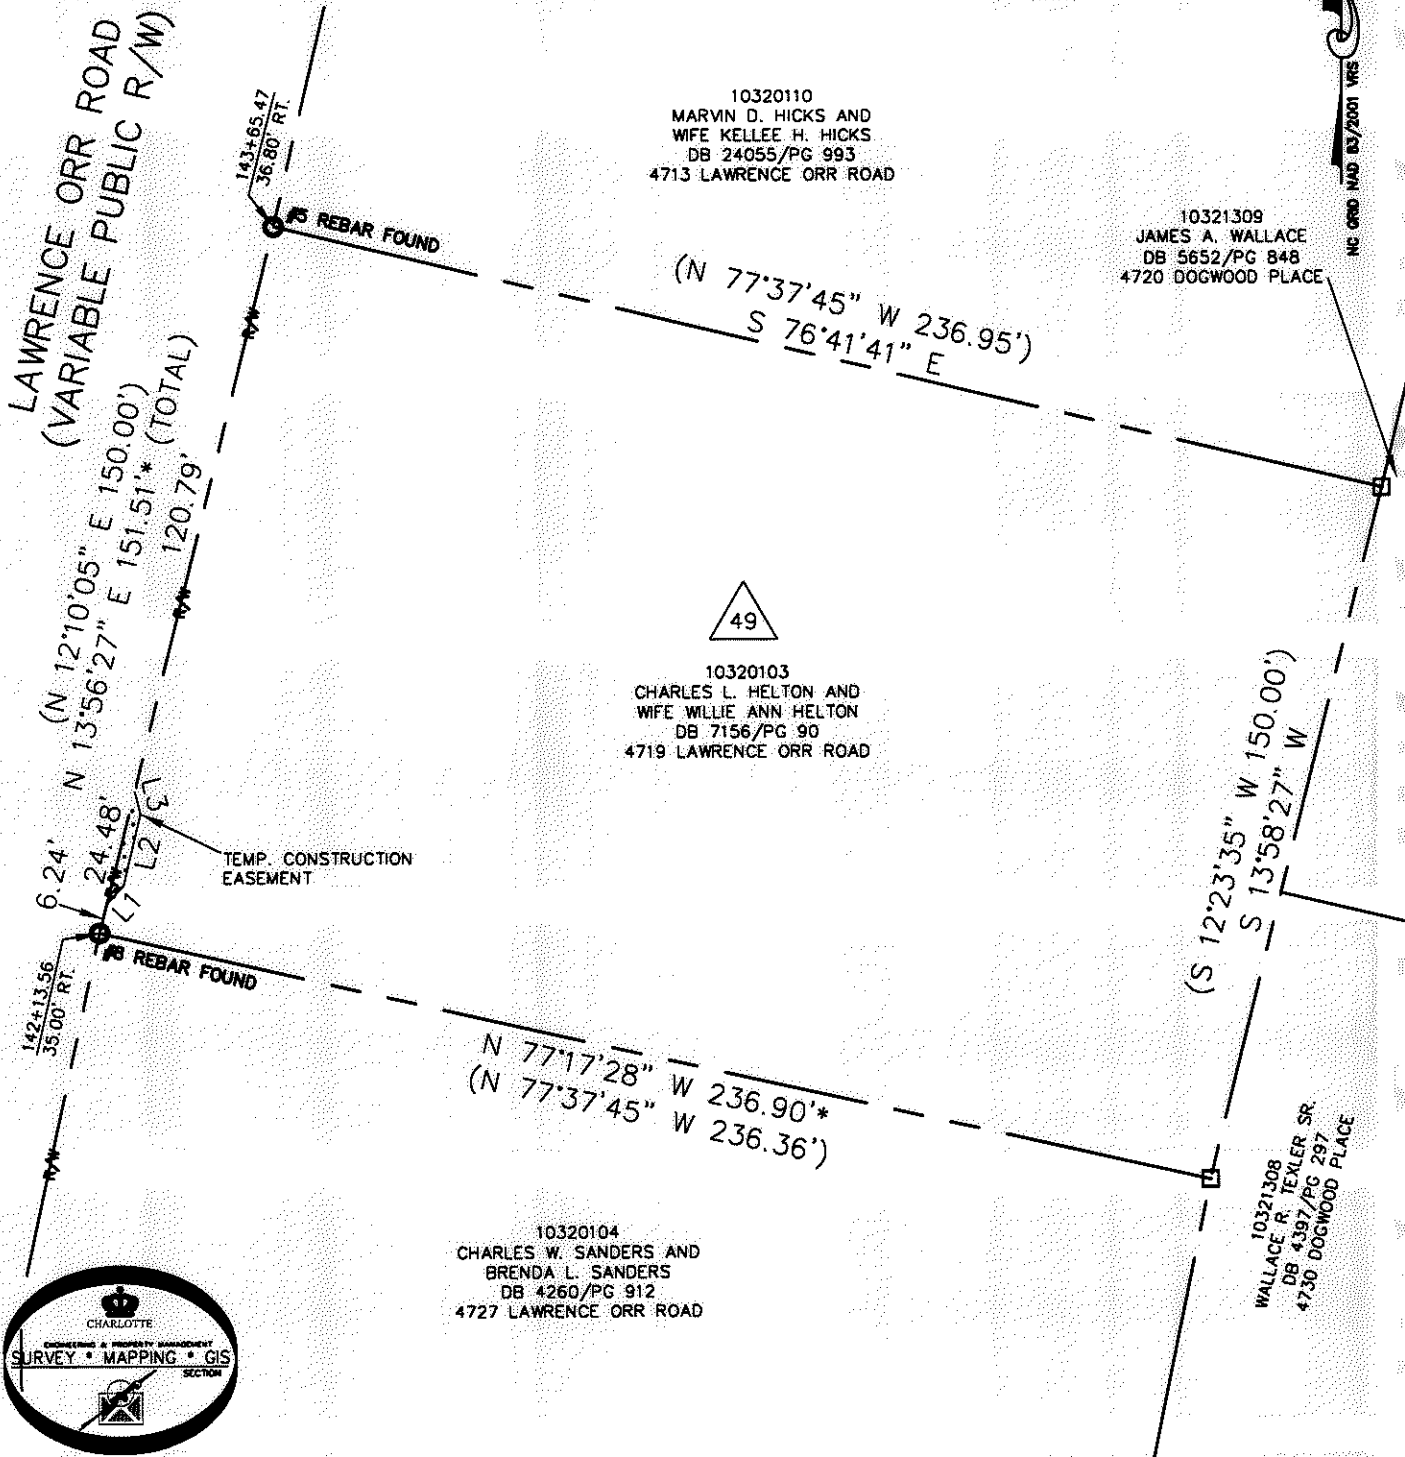 LAWRENCE ORR ROAD
(VARIABLE PUBLIC R/W)
143+65.47
36.80' RT.
#5 REBAR FOUND
10320110
MARVIN D. HICKS AND
WIFE KELLEE H. HICKS
DB 24055/PG 993
4713 LAWRENCE ORR ROAD
NC GRID NAD 83/2001 VRS
10321309
JAMES A. WALLACE
DB 5652/PG 848
4720 DOGWOOD PLACE
(N 77°37'45" W 236.95')
S 76°41'41" E
R/W
(N 12°10'05" E 150.00')
N 13°56'27" E 151.51'* (TOTAL)
120.79'
R/W
49
10320103
CHARLES L. HELTON AND
WIFE WILLIE ANN HELTON
DB 7156/PG 90
4719 LAWRENCE ORR ROAD
(S 12°23'35" W 150.00')
S 13°58'27" W
6.24'
24.48'
R/W
L1
L2
L3
TEMP. CONSTRUCTION
EASEMENT
#8 REBAR FOUND
142+13.56
35.00' RT.
N 77°17'28" W 236.90'*
(N 77°37'45" W 236.36')
R/W
10320104
CHARLES W. SANDERS AND
BRENDA L. SANDERS
DB 4260/PG 912
4727 LAWRENCE ORR ROAD
10321308
WALLACE R. TEXLER SR.
DB 4397/PG 297
4730 DOGWOOD PLACE
CHARLOTTE
ENGINEERING & PROPERTY MANAGEMENT
SURVEY * MAPPING * GIS
SECTION